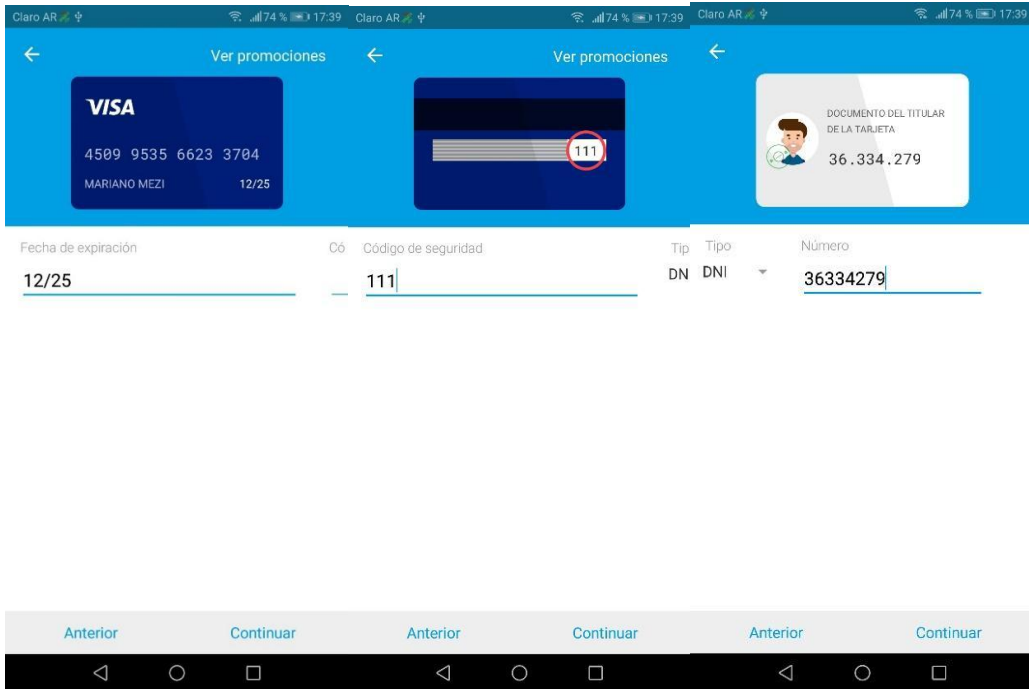 Claro AR 74 % 17:39
Ver promociones
VISA
4509 9535 6623 3704
MARIANO MEZI 12/25
Fecha de expiración Có
12/25
Anterior Continuar
Claro AR 74 % 17:39
Ver promociones
111
Código de seguridad Tip
111 DN
Anterior Continuar
Claro AR 74 % 17:39
DOCUMENTO DEL TITULAR
DE LA TARJETA
36.334.279
Tipo Número
DNI 36334279
Anterior Continuar